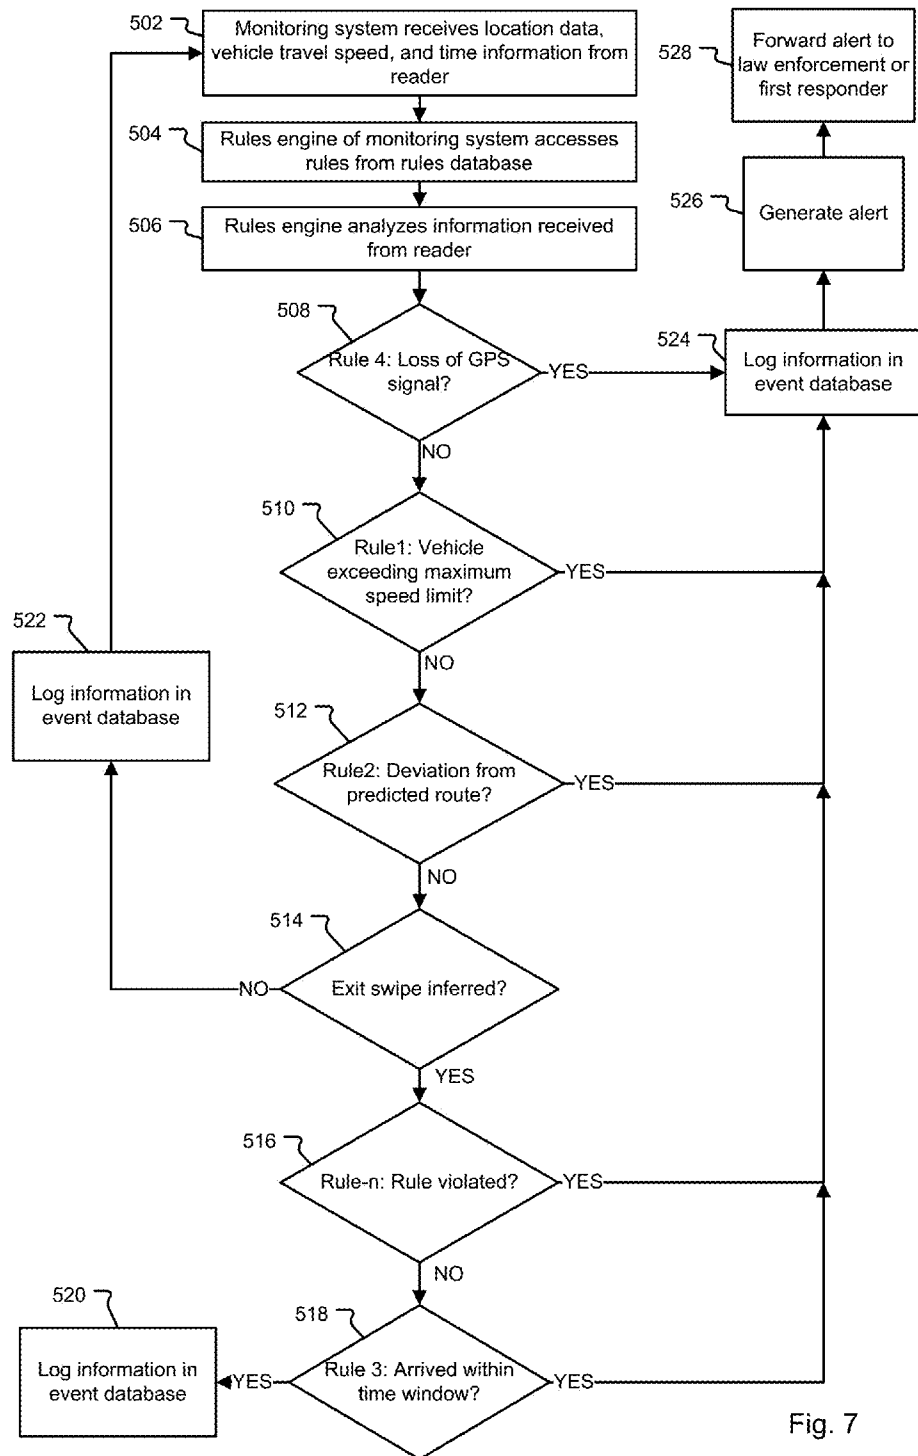 502
Monitoring system receives location data,
vehicle travel speed, and time information from
reader
504
Rules engine of monitoring system accesses
rules from rules database
506
Rules engine analyzes information received
from reader
508
Rule 4: Loss of GPS
signal?
YES
NO
510
Rule1: Vehicle
exceeding maximum
speed limit?
YES
NO
512
Rule2: Deviation from
predicted route?
YES
NO
514
Exit swipe inferred?
NO
YES
516
Rule-n: Rule violated?
YES
NO
518
Rule 3: Arrived within
time window?
YES
YES
520
Log information in
event database
522
Log information in
event database
524
Log information in
event database
526
Generate alert
528
Forward alert to
law enforcement or
first responder
Fig. 7